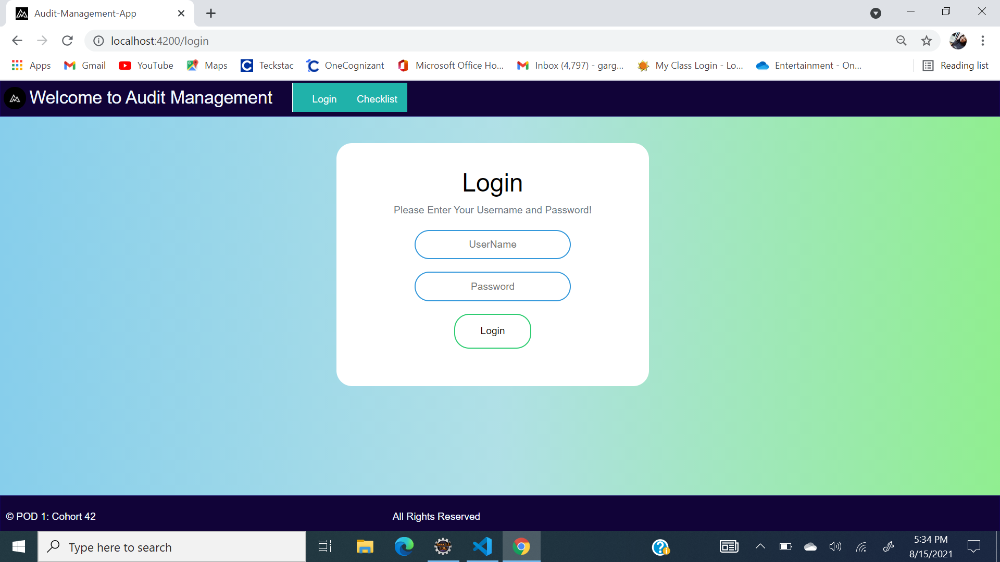 Audit-Management-App
localhost:4200/login
Apps Gmail YouTube Maps Teckstac OneCognizant Microsoft Office Ho... Inbox (4,797) - garg... My Class Login - Lo... Entertainment - On... Reading list
Welcome to Audit Management Login Checklist
Login
Please Enter Your Username and Password!
UserName
Password
Login
© POD 1: Cohort 42 All Rights Reserved
Type here to search
5:34 PM
8/15/2021